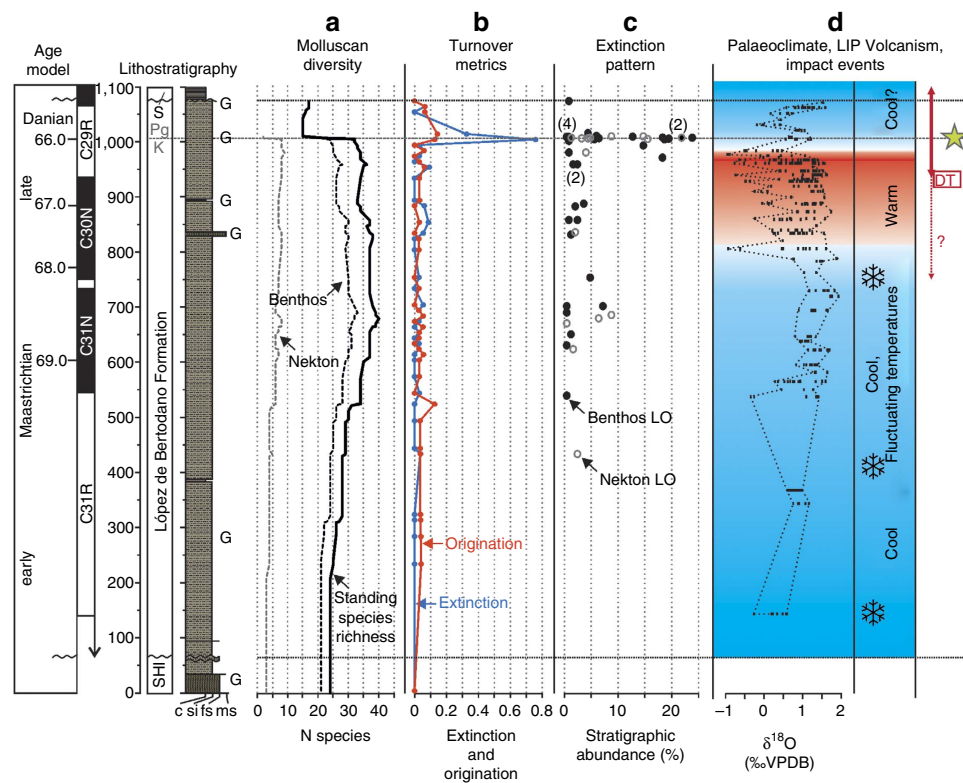 a
b
c
d
Age
model
Lithostratigraphy
Molluscan
diversity
Turnover
metrics
Extinction
pattern
Palaeoclimate, LIP Volcanism,
impact events
Danian
66.0
late
67.0
68.0
Maastrichtian
69.0
early
C29R
C30N
C31N
C31R
1,100
1,000
900
800
700
600
500
400
300
200
100
0
S
Pg
K
López de Bertodano Formation
SHI
G
G
G
G
G
G
c si fs ms
Benthos
Nekton
Standing
species
richness
0 10 20 30 40
N species
Origination
Extinction
0 0.2 0.4 0.6 0.8
Extinction
and
origination
(4)
(2)
(2)
Benthos LO
Nekton LO
0 5 10 15 20 25
Stratigraphic
abundance (%)
Cool?
Warm
Cool,
Fluctuating temperatures
Cool
DT
?
−1 0 1 2
δ18O
(‰VPDB)